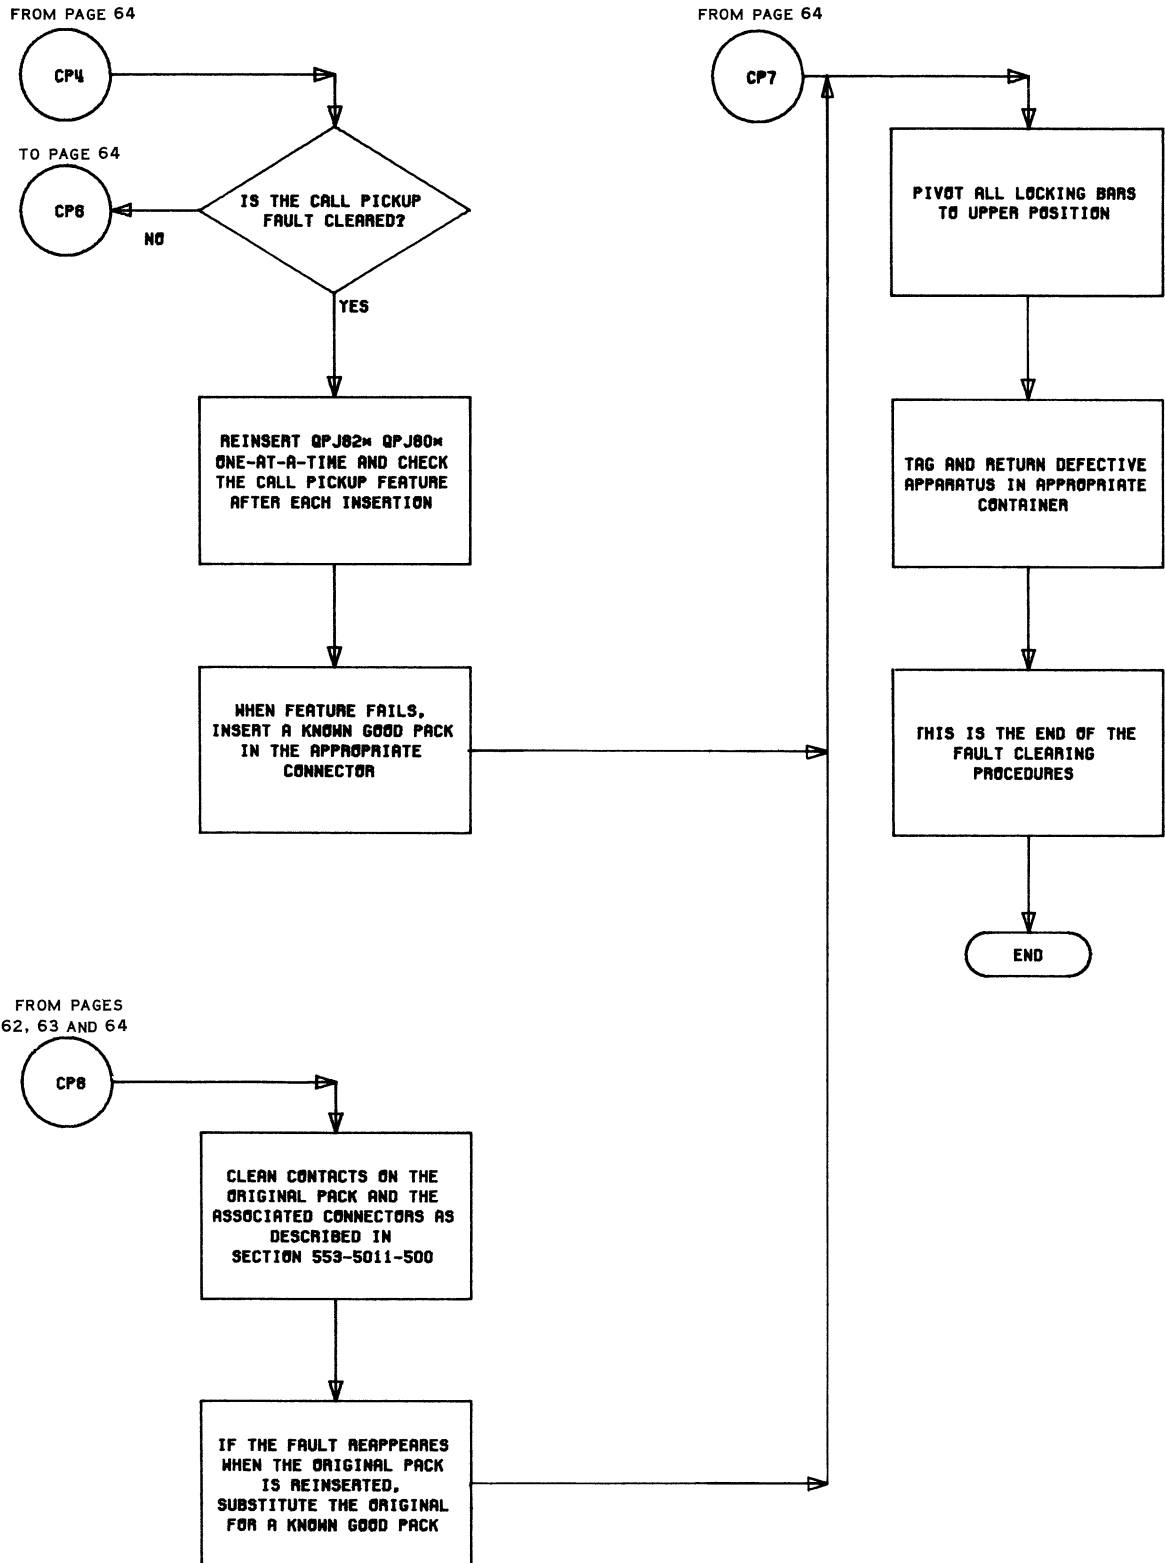 FROM PAGE 64
CP4
TO PAGE 64
CP6
IS THE CALL PICKUP
FAULT CLEARED?
NO
YES
REINSERT QPJ82* QPJ80*
ONE-AT-A-TIME AND CHECK
THE CALL PICKUP FEATURE
AFTER EACH INSERTION
WHEN FEATURE FAILS,
INSERT A KNOWN GOOD PACK
IN THE APPROPRIATE
CONNECTOR
FROM PAGES
62, 63 AND 64
CP8
CLEAN CONTACTS ON THE
ORIGINAL PACK AND THE
ASSOCIATED CONNECTORS AS
DESCRIBED IN
SECTION 553-5011-500
IF THE FAULT REAPPEARES
WHEN THE ORIGINAL PACK
IS REINSERTED,
SUBSTITUTE THE ORIGINAL
FOR A KNOWN GOOD PACK
FROM PAGE 64
CP7
PIVOT ALL LOCKING BARS
TO UPPER POSITION
TAG AND RETURN DEFECTIVE
APPARATUS IN APPROPRIATE
CONTAINER
THIS IS THE END OF THE
FAULT CLEARING
PROCEDURES
END